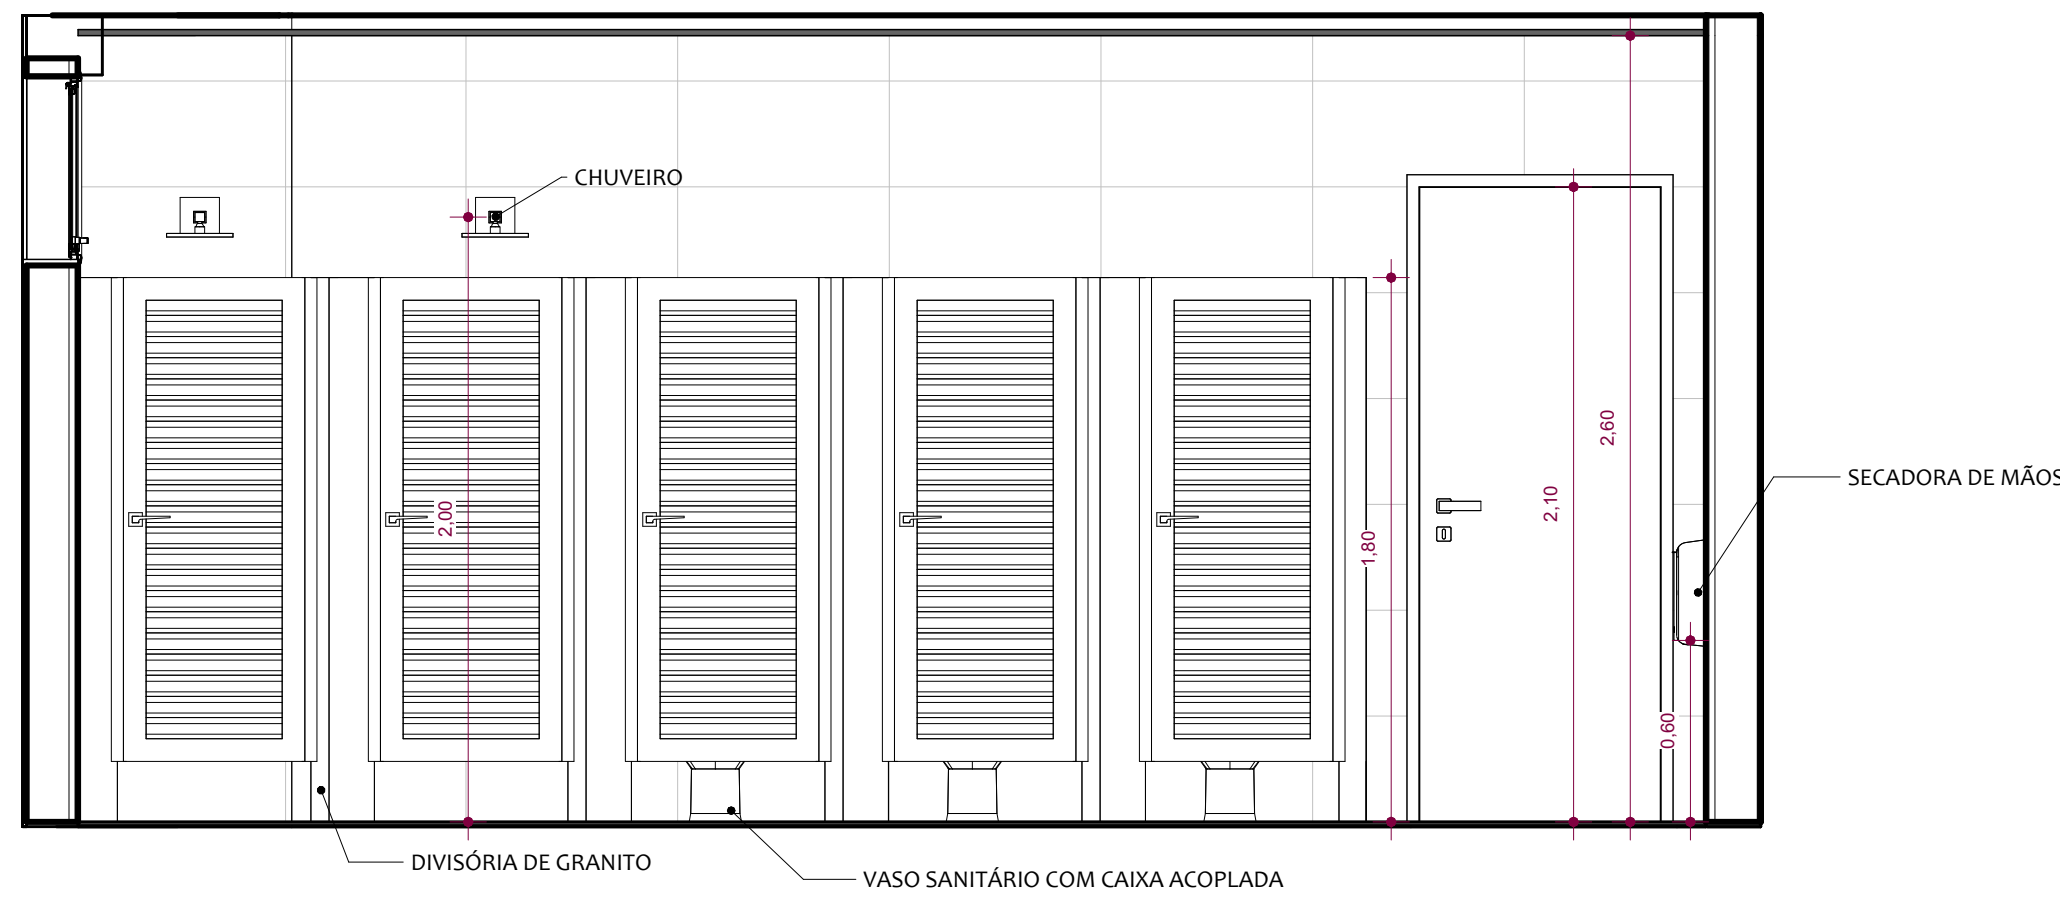 CHUVEIRO
2,60
SECADORA DE MÃOS
2,10
2,00
1,80
0,60
DIVISÓRIA DE GRANITO
VASO SANITÁRIO COM CAIXA ACOPLADA